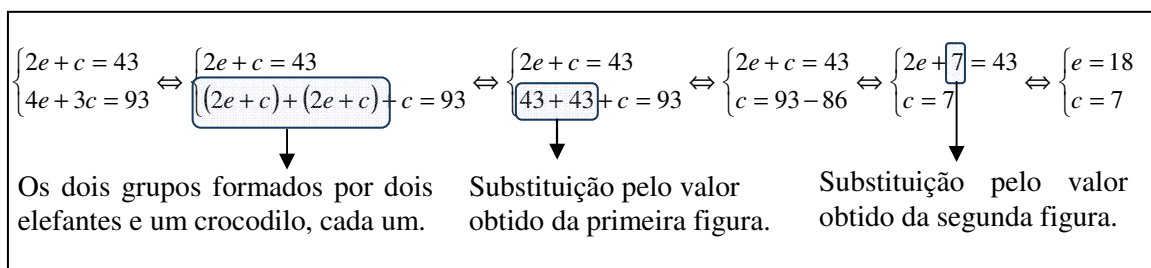 2e + c = 43 ⇔ 2e + c = 43 ⇔ 2e + c = 43 ⇔ 2e + c = 43 ⇔ 2e + 7 = 43 ⇔ e = 18
4e + 3c = 93 (2e + c) + (2e + c) + c = 93 43 + 43 + c = 93 c = 93 − 86 c = 7 c = 7
Os dois grupos formados por dois
elefantes e um crocodilo, cada um.
Substituição pelo valor
obtido da primeira figura.
Substituição pelo valor
obtido da segunda figura.